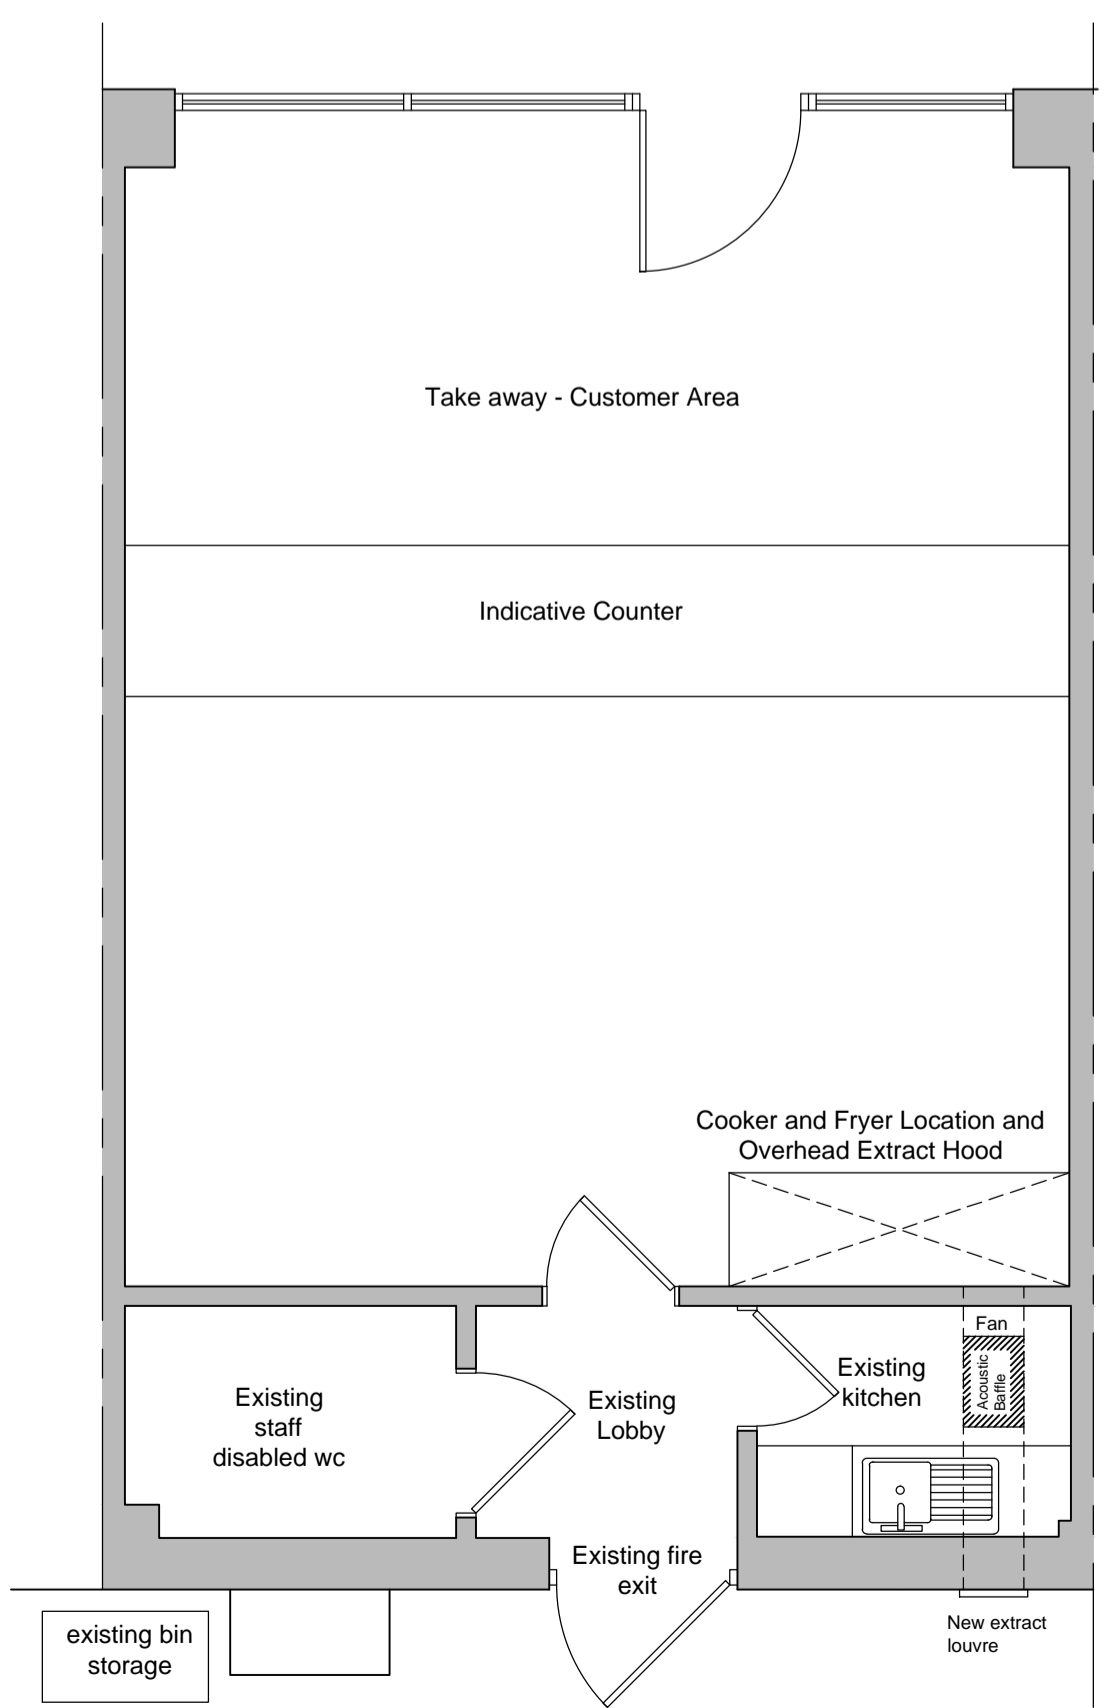 Take away - Customer Area
Indicative Counter
Cooker and Fryer Location and
Overhead Extract Hood
Fan
Acoustic
Baffle
Existing
kitchen
Existing
staff
disabled wc
Existing
Lobby
Existing fire
exit
New extract
louvre
existing bin
storage